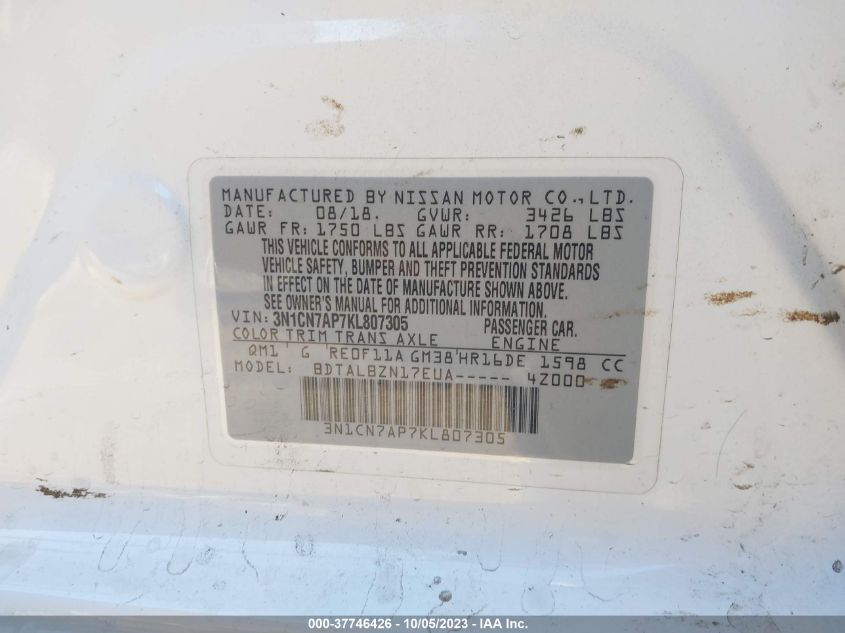 MANUFACTURED BY NISSAN MOTOR CO., LTD.
DATE: 08/18. GVWR: 3426 LBS
GAWR FR: 1750 LBS GAWR RR: 1708 LBS
THIS VEHICLE CONFORMS TO ALL APPLICABLE FEDERAL MOTOR
VEHICLE SAFETY, BUMPER AND THEFT PREVENTION STANDARDS
IN EFFECT ON THE DATE OF MANUFACTURE SHOWN ABOVE.
SEE OWNER'S MANUAL FOR ADDITIONAL INFORMATION.
VIN: 3N1CN7AP7KL807305 PASSENGER CAR.
COLOR TRIM TRANS AXLE ENGINE
QM1 ' G RE0F11A GM38'HR16DE 1598 CC
MODEL: BDTALBZN17EUA----- 4Z000
3N1CN7AP7KL807305
000-37746426 - 10/05/2023 - IAA Inc.